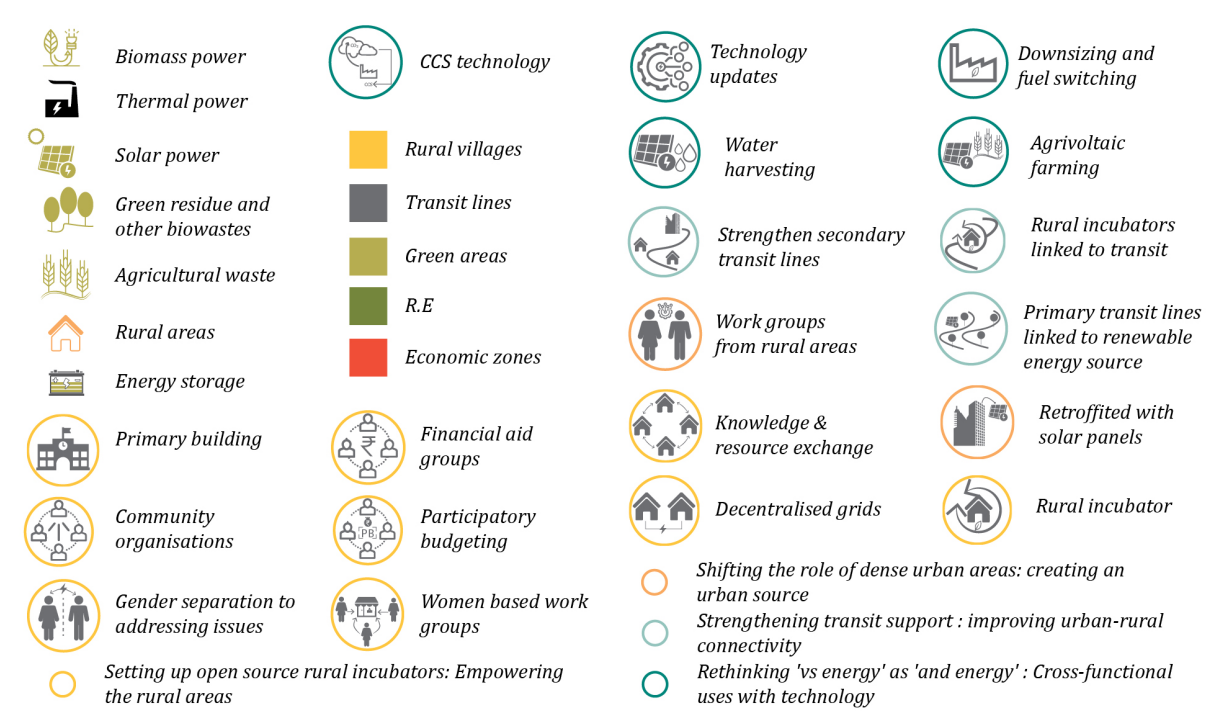 Biomass power
Thermal power
Solar power
Green residue and
other biowastes
Agricultural waste
Rural areas
Energy storage
Primary building
Community
organisations
Gender separation to
addressing issues
CCS technology
Rural villages
Transit lines
Green areas
R.E
Economic zones
Financial aid
groups
Participatory
budgeting
PB
Women based work
groups
Setting up open source rural incubators: Empowering
the rural areas
Technology
updates
Water
harvesting
Strengthen secondary
transit lines
Work groups
from rural areas
Knowledge &
resource exchange
Decentralised grids
Downsizing and
fuel switching
Agrivoltaic
farming
Rural incubators
linked to transit
Primary transit lines
linked to renewable
energy source
Retroffited with
solar panels
Rural incubator
Shifting the role of dense urban areas: creating an
urban source
Strengthening transit support : improving urban-rural
connectivity
Rethinking 'vs energy' as 'and energy' : Cross-functional
uses with technology